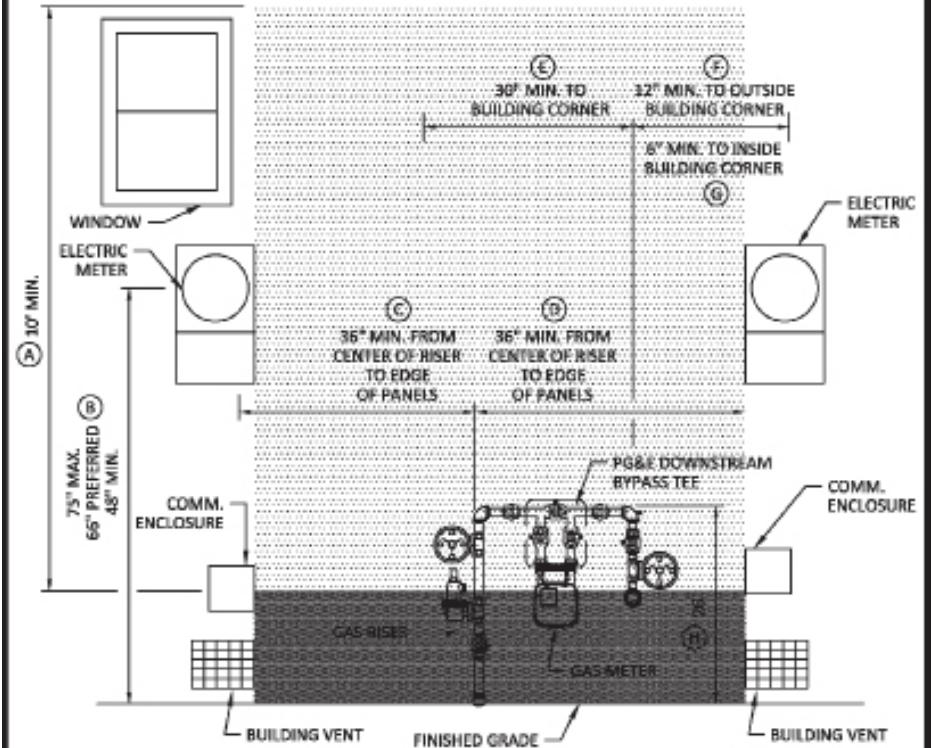 E
30" MIN. TO
BUILDING CORNER
F
12" MIN. TO OUTSIDE
BUILDING CORNER
6" MIN. TO INSIDE
BUILDING CORNER
G
WINDOW
ELECTRIC
METER
ELECTRIC
METER
A 10' MIN.
C
36" MIN. FROM
CENTER OF RISER
TO EDGE
OF PANELS
D
36" MIN. FROM
CENTER OF RISER
TO EDGE
OF PANELS
B
75" MAX.
66" PREFERRED
48" MIN.
PG&E DOWNSTREAM
BYPASS TEE
COMM.
ENCLOSURE
COMM.
ENCLOSURE
GAS RISER
H
GAS METER
BUILDING VENT
FINISHED GRADE
BUILDING VENT